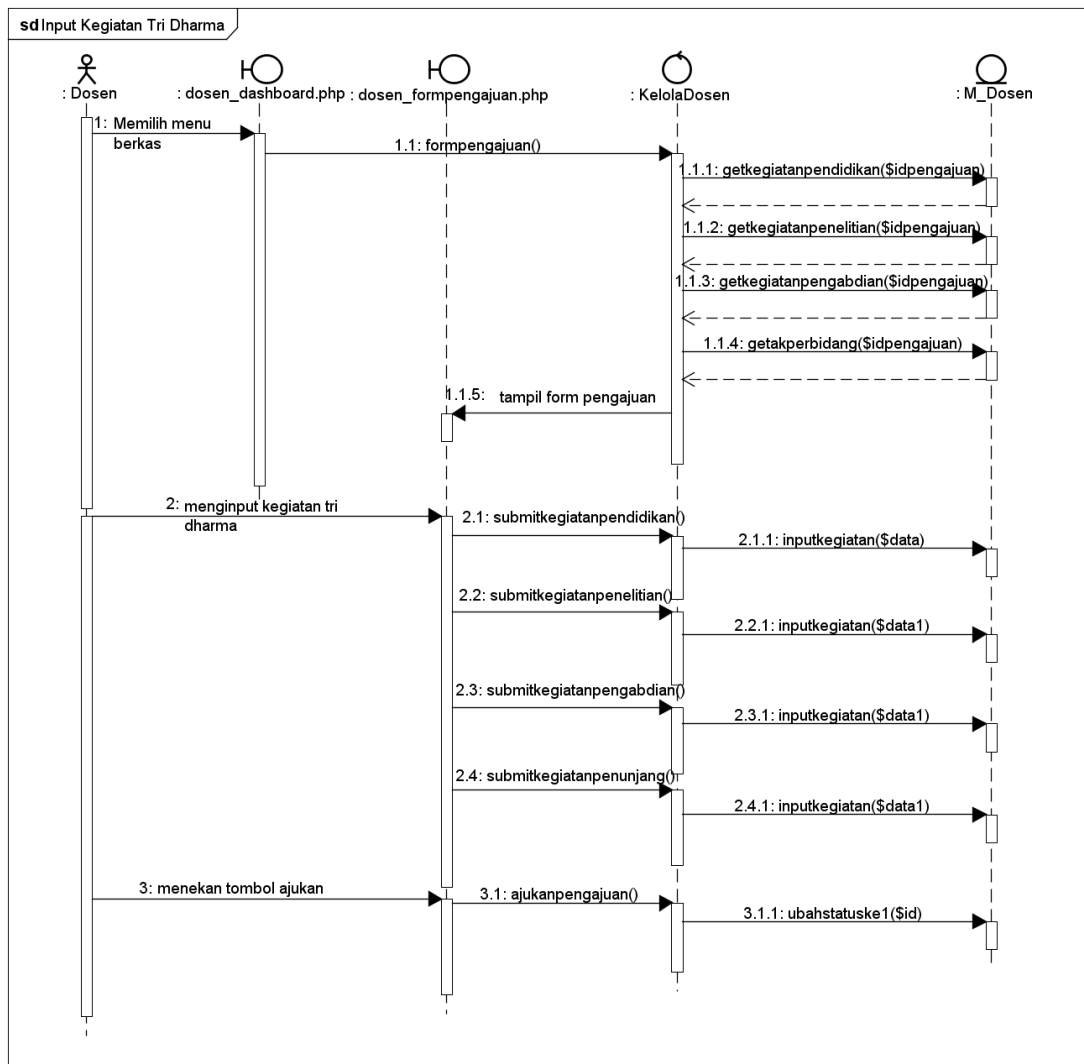 sd Input Kegiatan Tri Dharma
: Dosen
: dosen_dashboard.php
: dosen_formpengajuan.php
: KelolaDosen
: M_Dosen
1: Memilih menu
berkas
1.1: formpengajuan()
1.1.1: getkegiatanpendidikan($idpengajuan)
1.1.2: getkegiatanpenelitian($idpengajuan)
1.1.3: getkegiatanpengabdian($idpengajuan)
1.1.4: getakperbidang($idpengajuan)
1.1.5: tampil form pengajuan
2: menginput kegiatan tri
dharma
2.1: submitkegiatanpendidikan()
2.1.1: inputkegiatan($data)
2.2: submitkegiatanpenelitian()
2.2.1: inputkegiatan($data1)
2.3: submitkegiatanpengabdian()
2.3.1: inputkegiatan($data1)
2.4: submitkegiatanpenunjang()
2.4.1: inputkegiatan($data1)
3: menekan tombol ajukan
3.1: ajukanpengajuan()
3.1.1: ubahstatuske1($id)